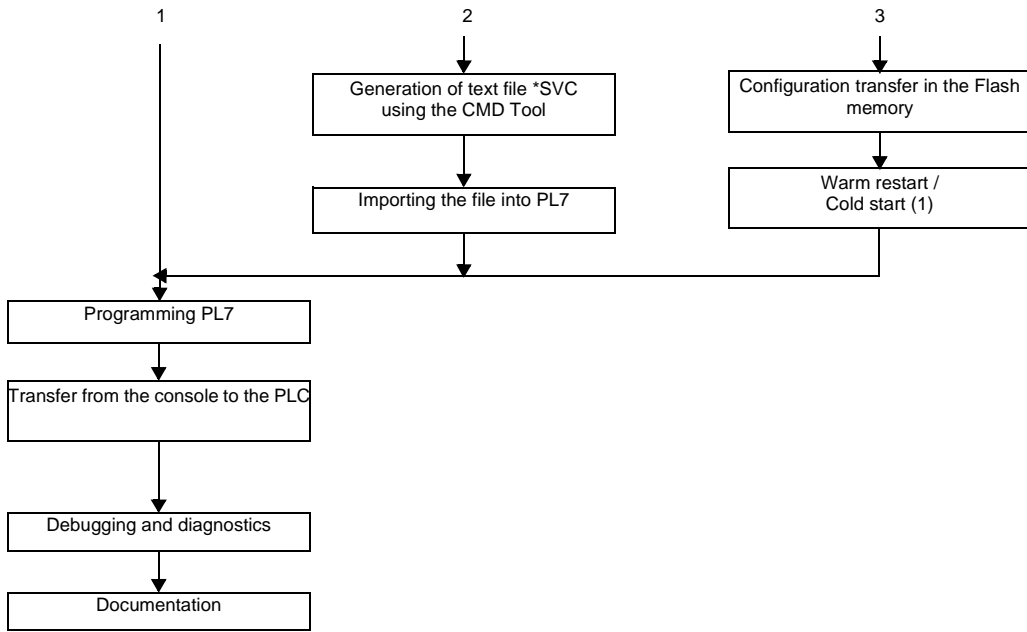 1
2
3
Generation of text file *SVC
using the CMD Tool
Configuration transfer in the Flash
memory
Importing the file into PL7
Warm restart /
Cold start (1)
Programming PL7
Transfer from the console to the PLC
Debugging and diagnostics
Documentation